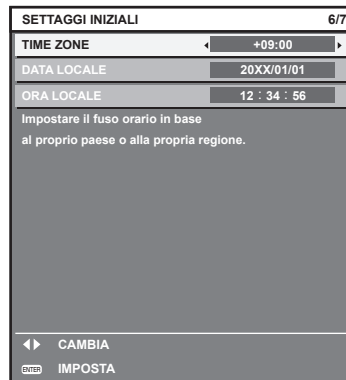 SETTAGGI INIZIALI 6/7
TIME ZONE +09:00
DATA LOCALE 20XX/01/01
ORA LOCALE 12 : 34 : 56
Impostare il fuso orario in base
al proprio paese o alla propria regione.
CAMBIA
ENTER IMPOSTA